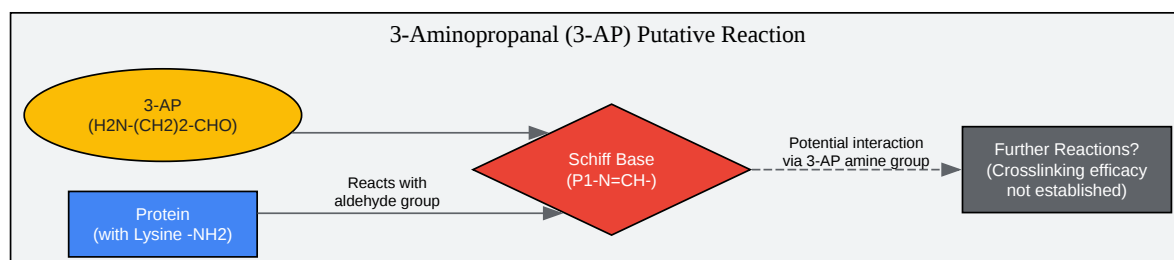 3-Aminopropanal (3-AP) Putative Reaction
3-AP
(H2N-(CH2)2-CHO)
Protein
(with Lysine -NH2)
Reacts with
aldehyde group
Schiff Base
(P1-N=CH-)
Potential interaction
via 3-AP amine group
Further Reactions?
(Crosslinking efficacy
not established)